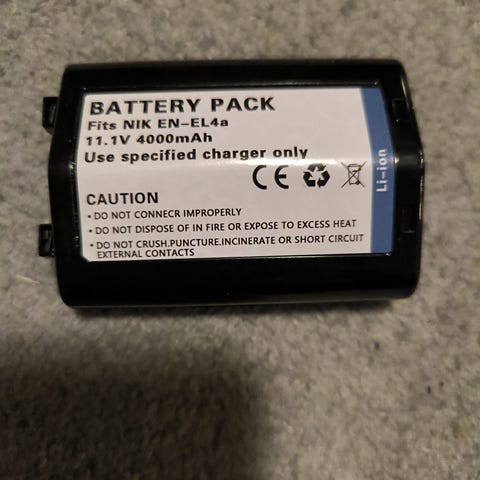 BATTERY PACK
Fits NIK EN-EL4a
11.1V 4000mAh
Use specified charger only
CE
Li-ion
CAUTION
• DO NOT CONNECR IMPROPERLY
• DO NOT DISPOSE OF IN FIRE OR EXPOSE TO EXCESS HEAT
• DO NOT CRUSH.PUNCTURE.INCINERATE OR SHORT CIRCUIT
EXTERNAL CONTACTS